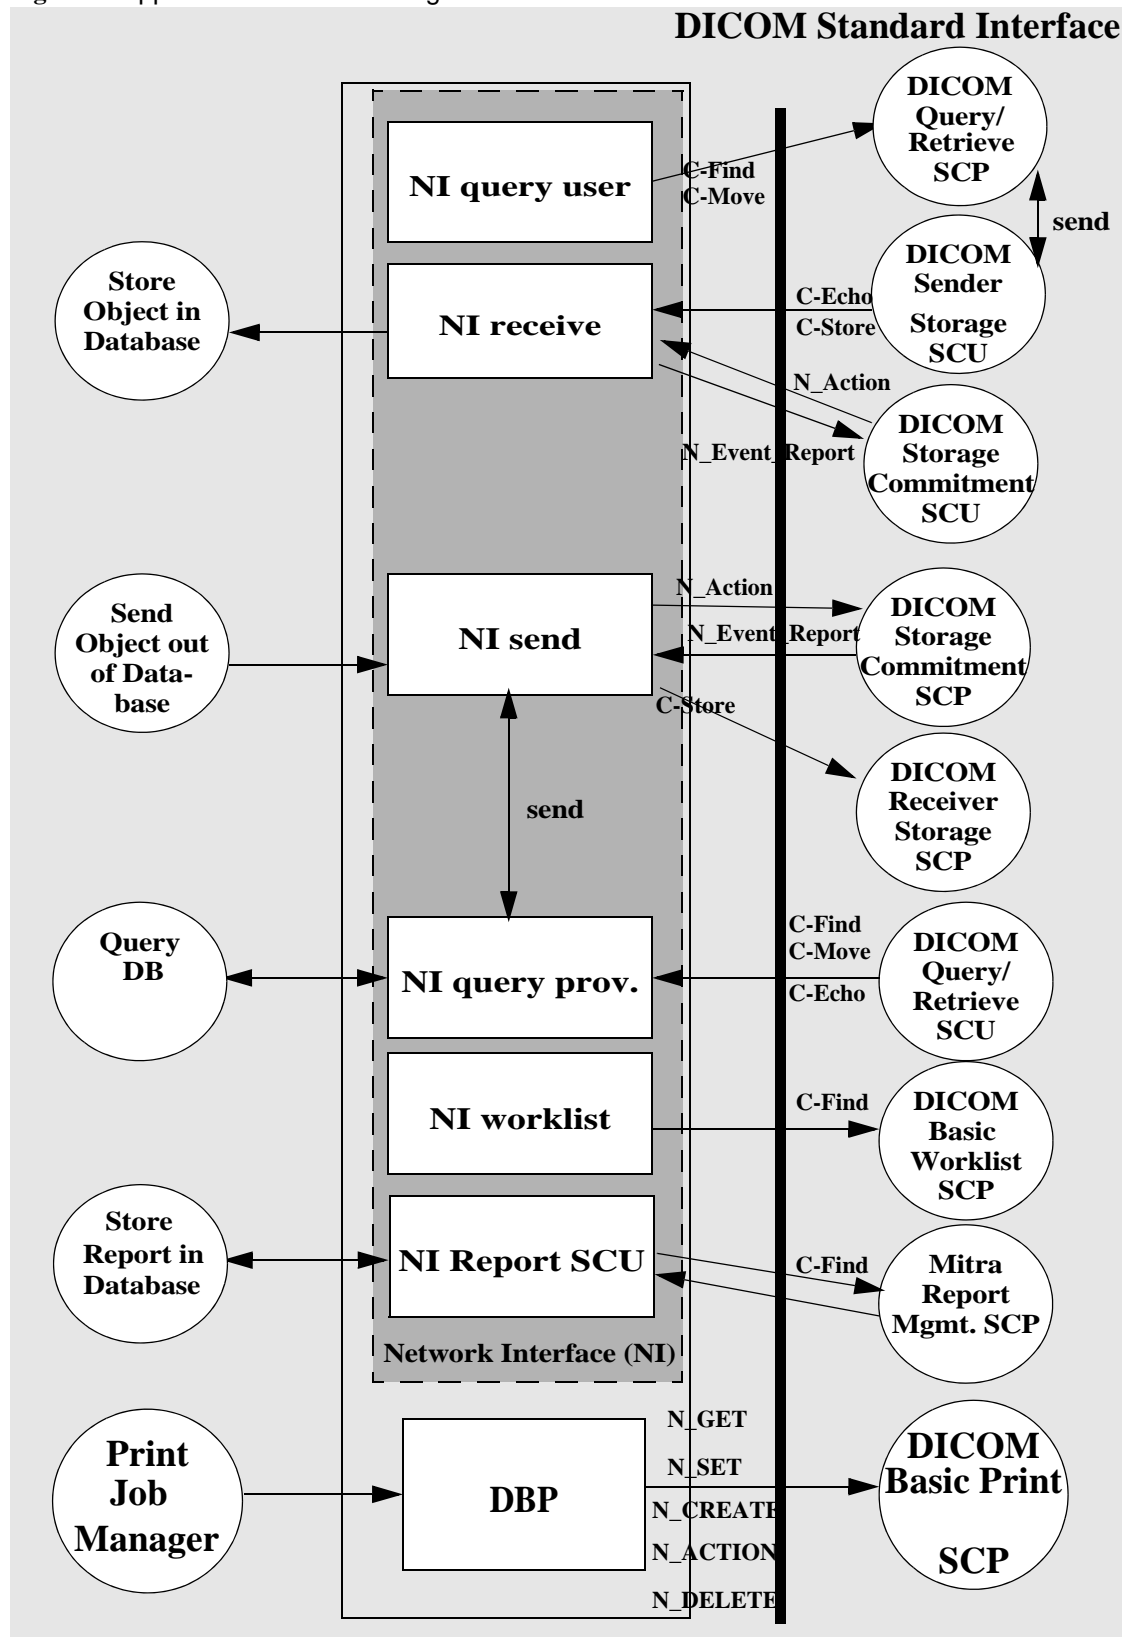 DICOM Standard Interface
DICOM
Query/
Retrieve
SCP
NI query user
C-Find
C-Move
send
DICOM
Sender
Storage
SCU
Store
Object in
Database
NI receive
C-Echo
C-Store
N_Action
N_Event_Report
DICOM
Storage
Commitment
SCU
Send
Object out
of Data-
base
NI send
N_Action
N_Event_Report
C-Store
DICOM
Storage
Commitment
SCP
DICOM
Receiver
Storage
SCP
send
Query
DB
NI query prov.
C-Find
C-Move
C-Echo
DICOM
Query/
Retrieve
SCU
NI worklist
C-Find
DICOM
Basic
Worklist
SCP
Store
Report in
Database
NI Report SCU
C-Find
Mitra
Report
Mgmt. SCP
Network Interface (NI)
Print
Job
Manager
DBP
N_GET
N_SET
N_CREATE
N_ACTION
N_DELETE
DICOM
Basic Print
SCP